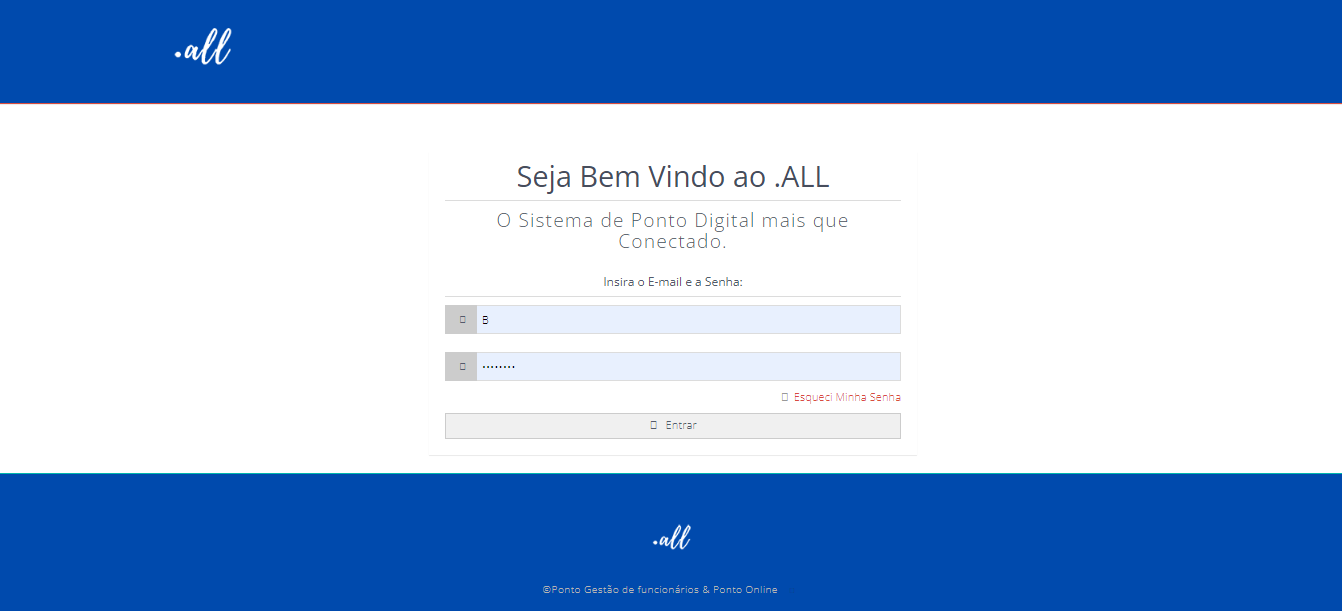 .all
Seja Bem Vindo ao .ALL
O Sistema de Ponto Digital mais que
Conectado.
Insira o E-mail e a Senha:
B
........
Esqueci Minha Senha
Entrar
.all
©Ponto Gestão de funcionários & Ponto Online